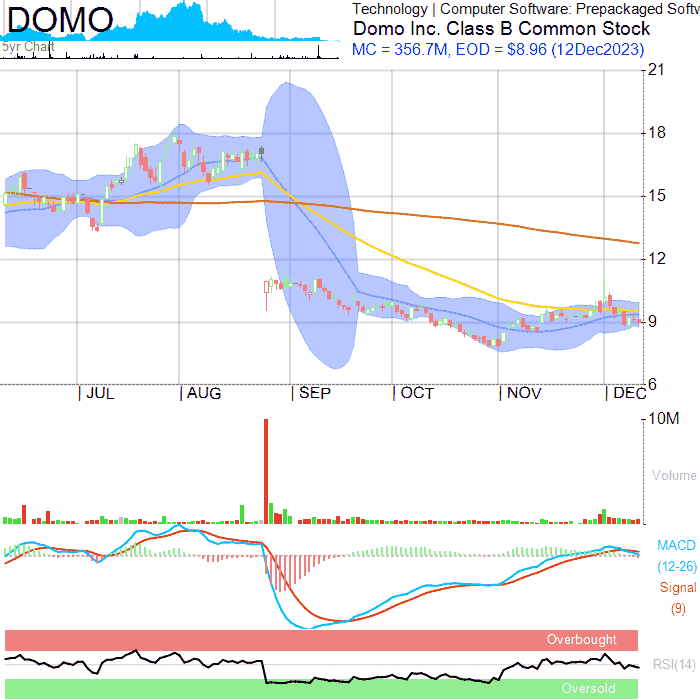 DOMO
5yr Chart
Technology | Computer Software: Prepackaged Softw
Domo Inc. Class B Common Stock
MC = 356.7M, EOD = $8.96 (12Dec2023)
21
18
15
12
9
6
|JUL |AUG |SEP |OCT |NOV |DEC
10M
Volume
MACD
(12-26)
Signal
(9)
Overbought
RSI(14)
Oversold